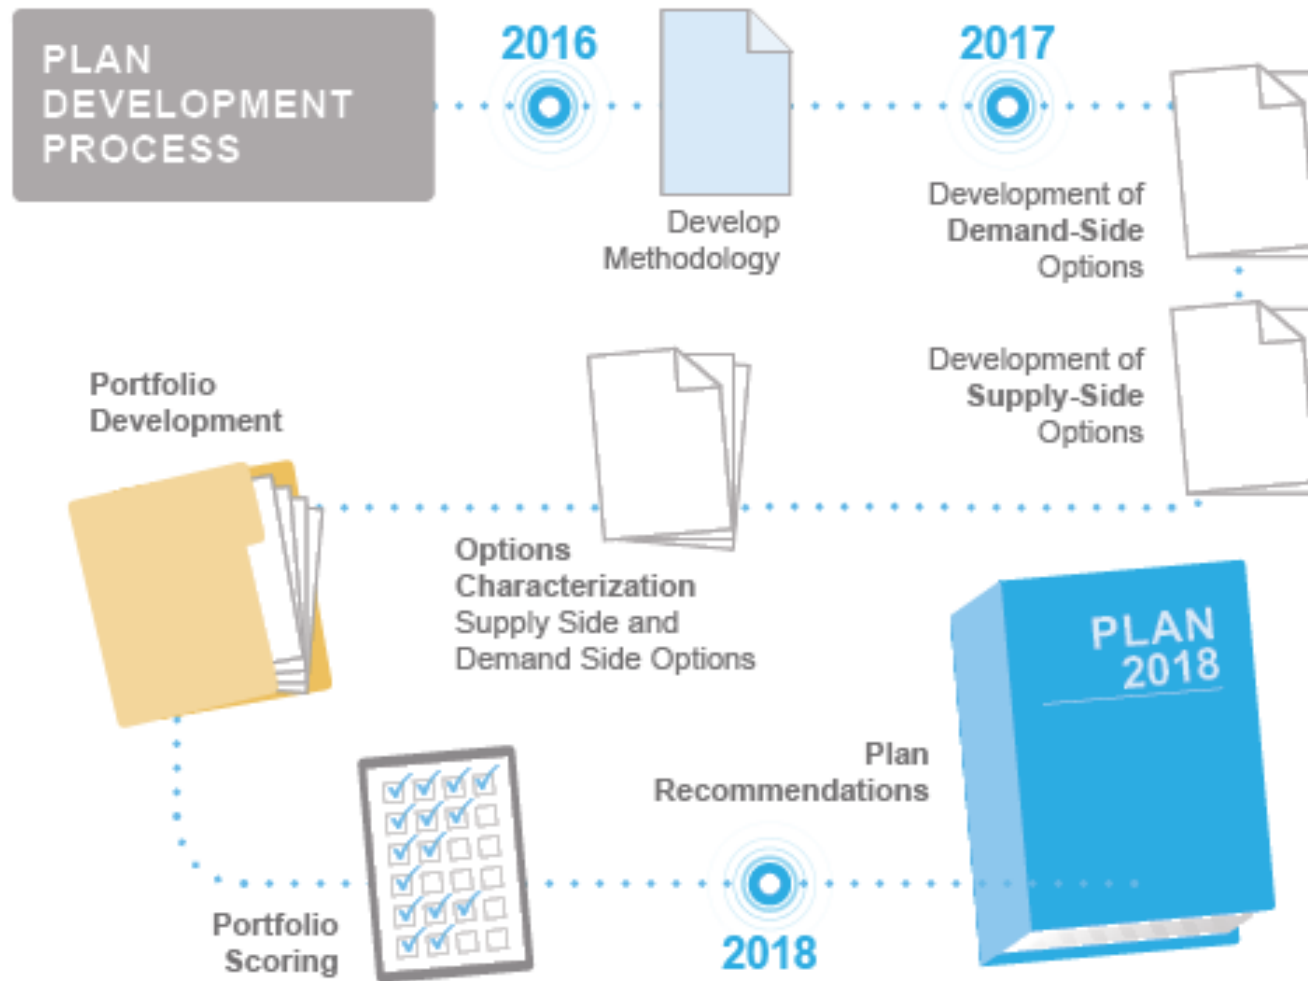 PLAN
DEVELOPMENT
PROCESS
2016
Develop
Methodology
2017
Development of
Demand-Side
Options
Development of
Supply-Side
Options
Options
Characterization
Supply Side and
Demand Side Options
Portfolio
Development
Portfolio
Scoring
2018
Plan
Recommendations
PLAN
2018